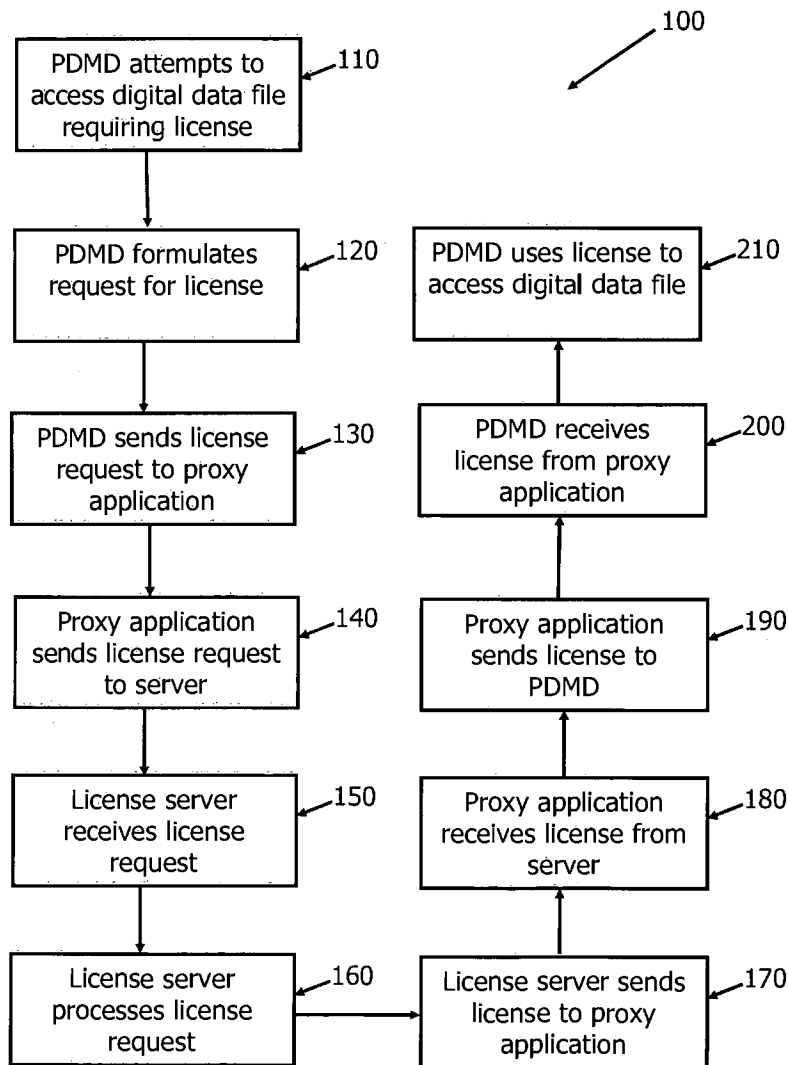 100
PDMD attempts to
access digital data file
requiring license
110
PDMD formulates
request for license
120
PDMD sends license
request to proxy
application
130
Proxy application
sends license request
to server
140
License server
receives license
request
150
License server
processes license
request
160
License server sends
license to proxy
application
170
Proxy application
receives license from
server
180
Proxy application
sends license to
PDMD
190
PDMD receives
license from proxy
application
200
PDMD uses license to
access digital data file
210